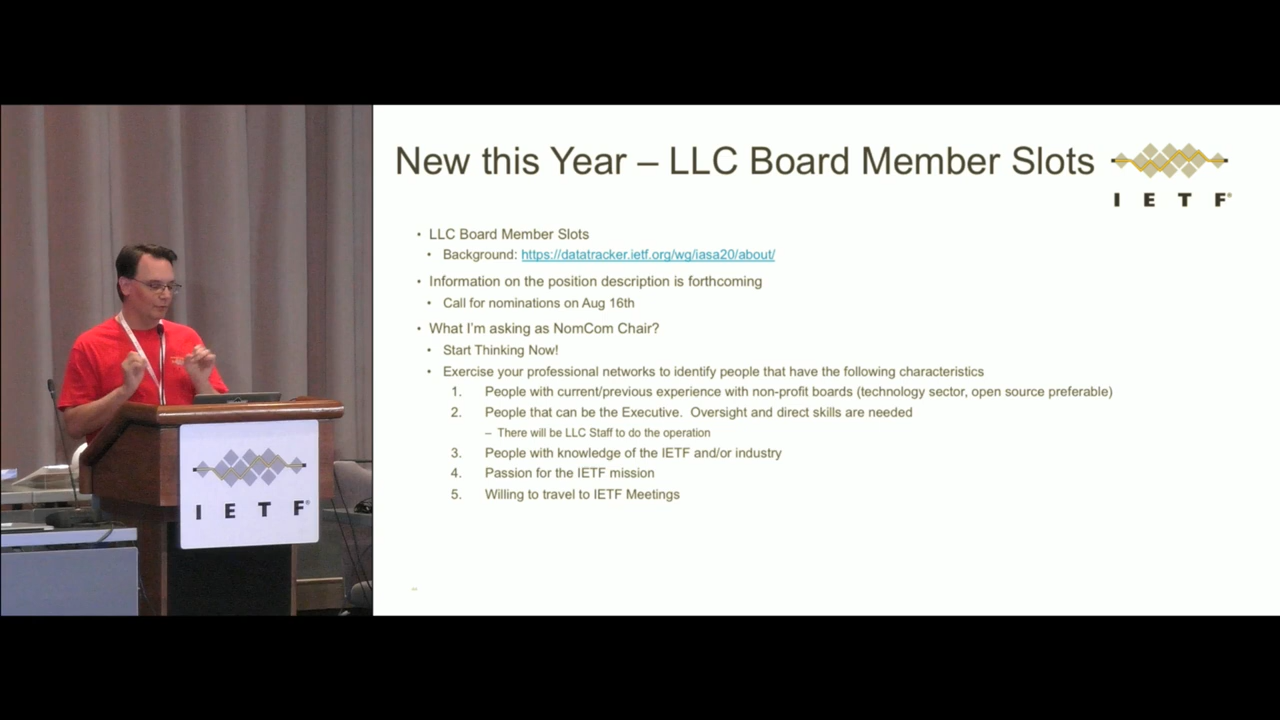 New this Year – LLC Board Member Slots
I E T F®
• LLC Board Member Slots
• Background: https://datatracker.ietf.org/wg/iasa20/about/
• Information on the position description is forthcoming
• Call for nominations on Aug 16th
• What I'm asking as NomCom Chair?
• Start Thinking Now!
• Exercise your professional networks to identify people that have the following characteristics
1. People with current/previous experience with non-profit boards (technology sector, open source preferable)
2. People that can be the Executive. Oversight and direct skills are needed
– There will be LLC Staff to do the operation
3. People with knowledge of the IETF and/or industry
4. Passion for the IETF mission
5. Willing to travel to IETF Meetings
I E T F®